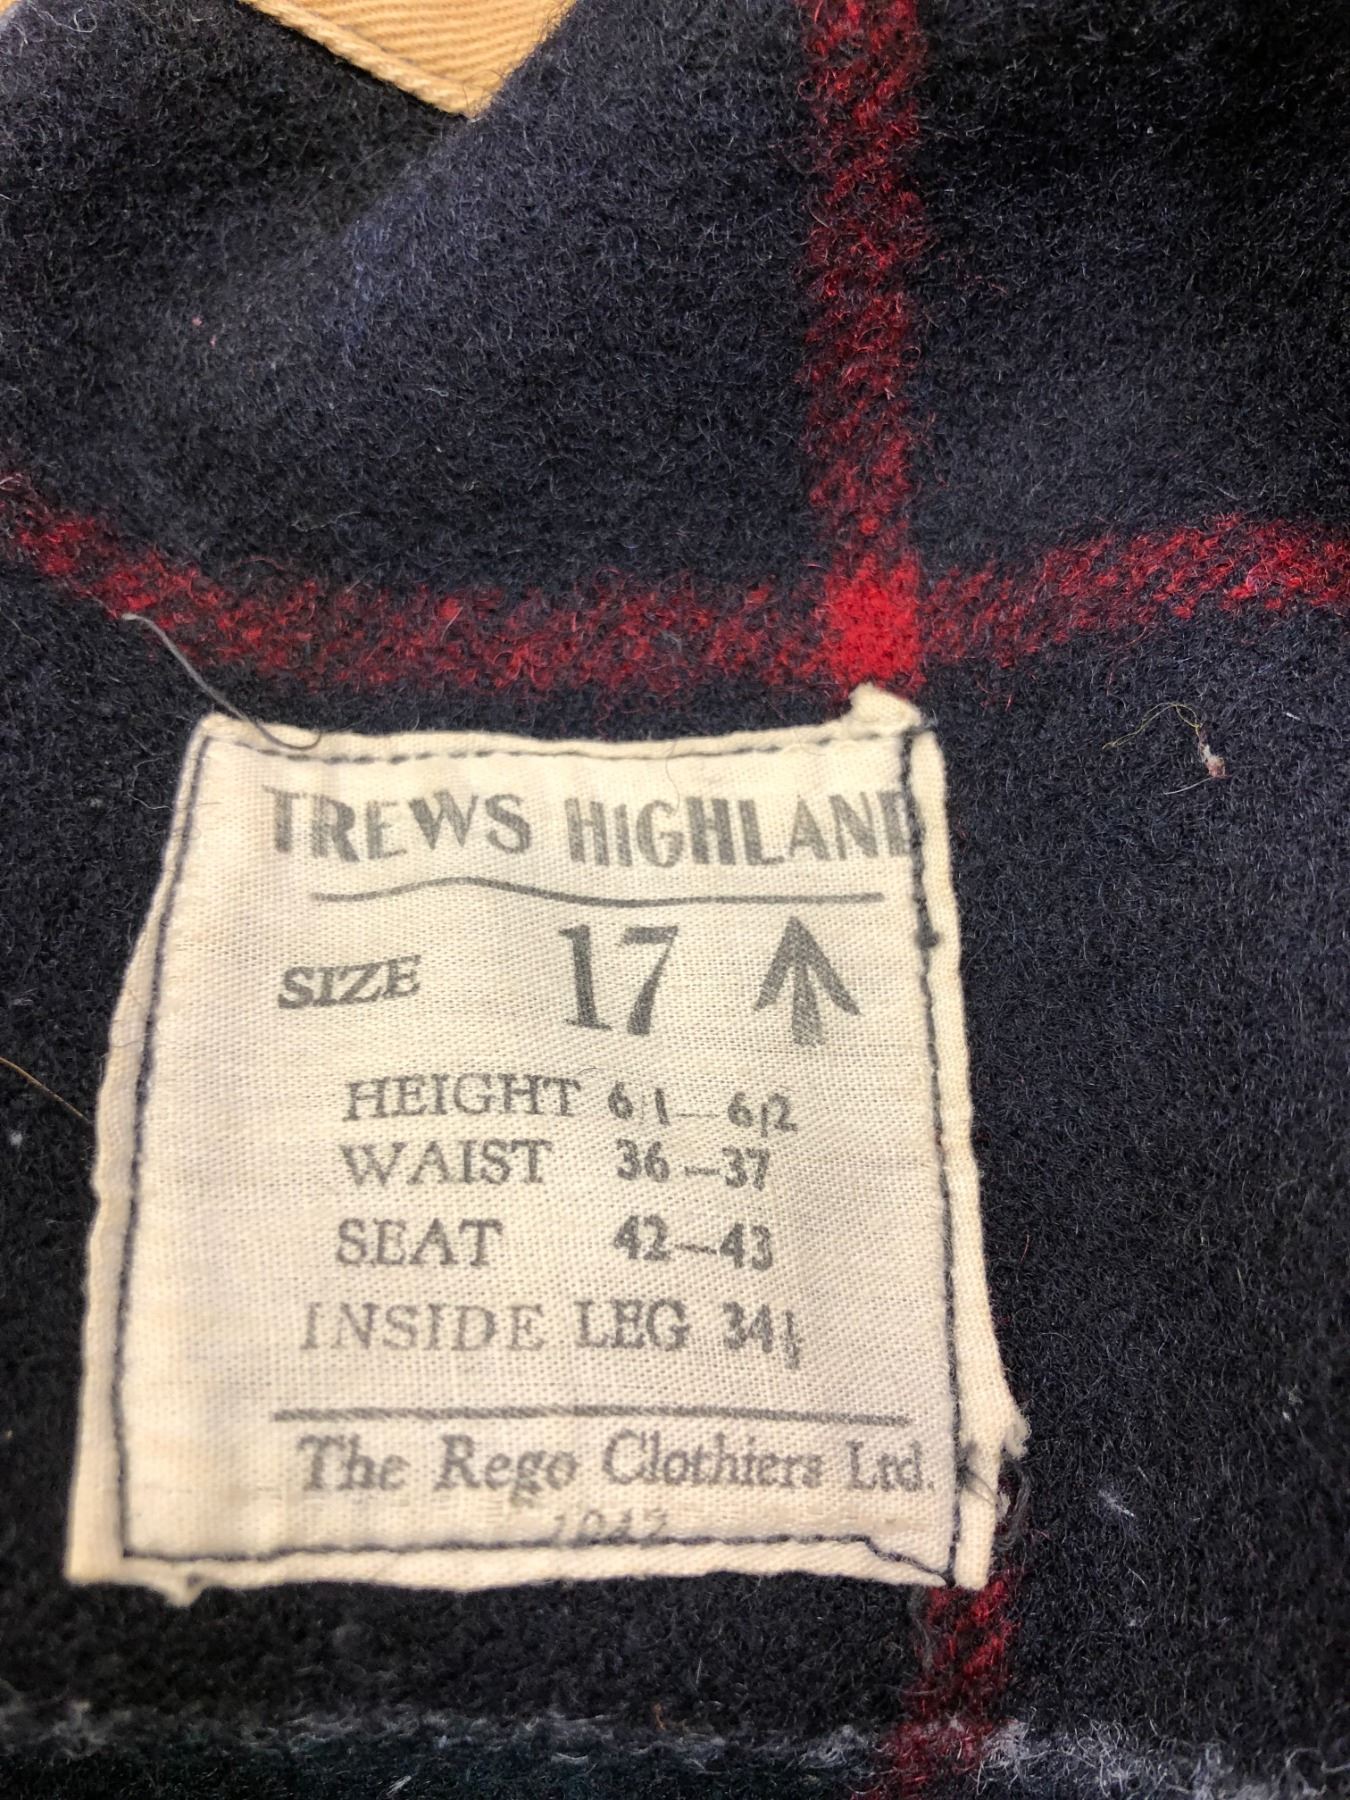 TREWS HIGHLAND
SIZE 17
HEIGHT 6,1—6,2
WAIST 36—37
SEAT 42—43
INSIDE LEG 34½
The Rego Clothiers Ltd.
1942